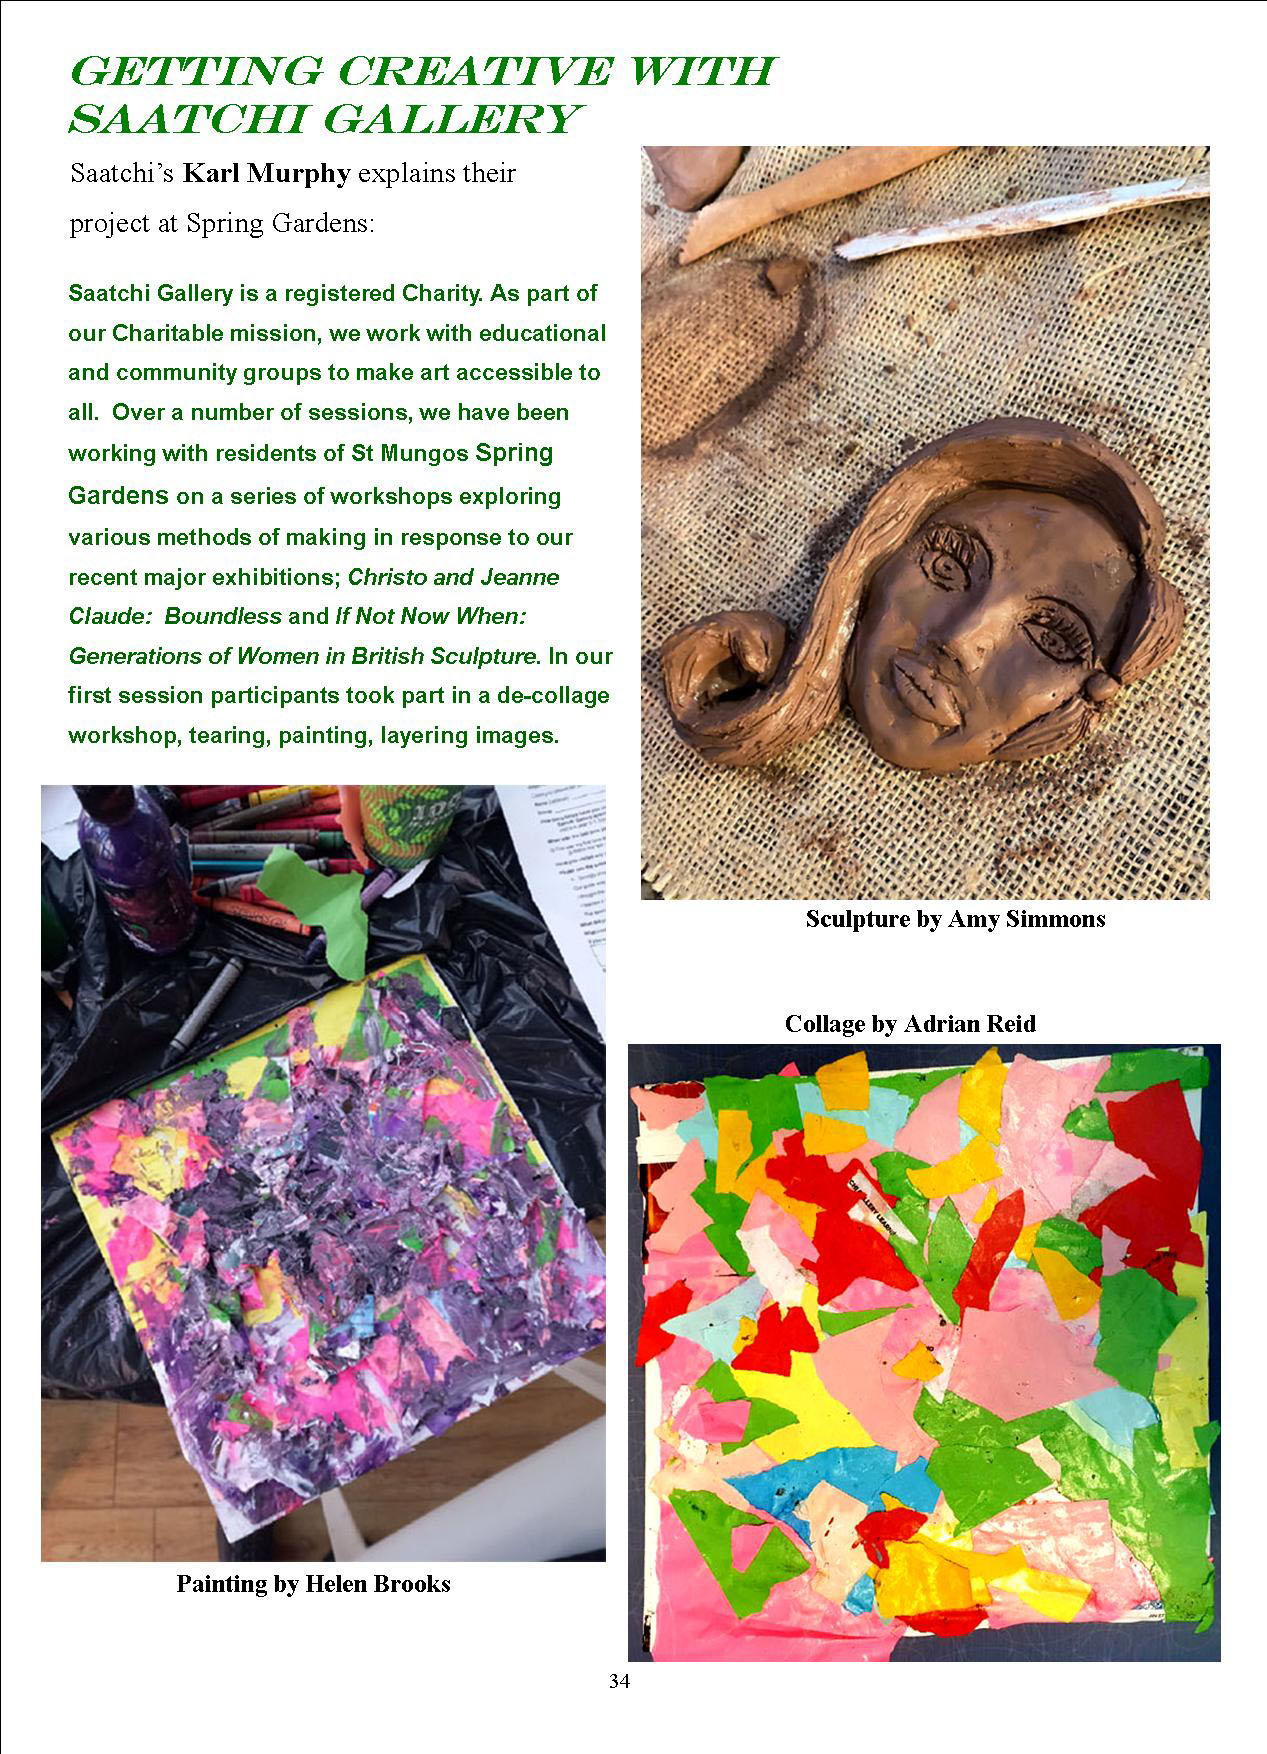 GETTING CREATIVE WITH
SAATCHI GALLERY
Saatchi's Karl Murphy explains their
project at Spring Gardens:
Saatchi Gallery is a registered Charity. As part of
our Charitable mission, we work with educational
and community groups to make art accessible to
all.  Over a number of sessions, we have been
working with residents of St Mungos Spring
Gardens on a series of workshops exploring
various methods of making in response to our
recent major exhibitions; Christo and Jeanne
Claude:  Boundless and If Not Now When:
Generations of Women in British Sculpture. In our
first session participants took part in a de-collage
workshop, tearing, painting, layering images.
Sculpture by Amy Simmons
Collage by Adrian Reid
Painting by Helen Brooks
34